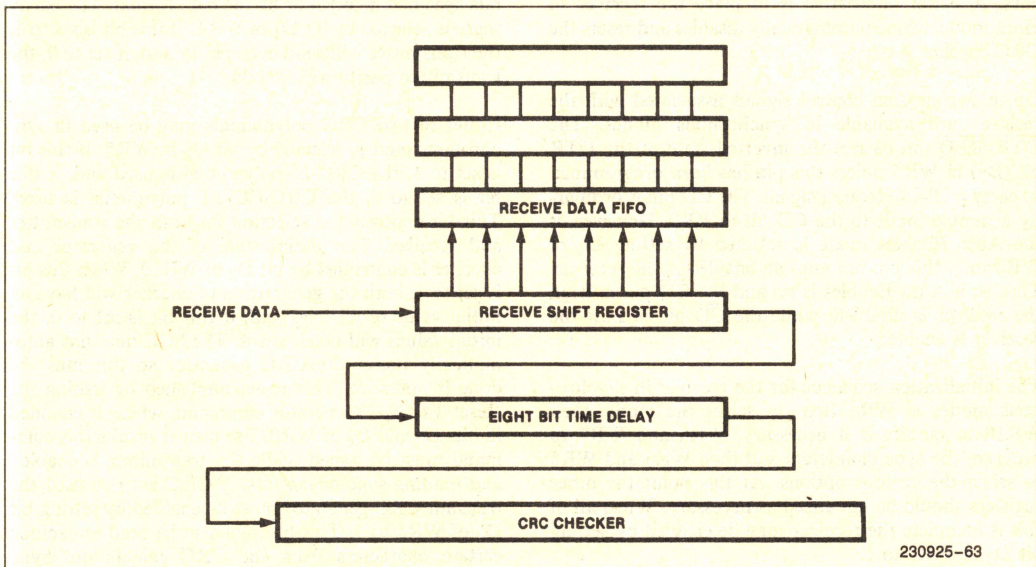 RECEIVE DATA FIFO
RECEIVE DATA
RECEIVE SHIFT REGISTER
EIGHT BIT TIME DELAY
CRC CHECKER
230925–63